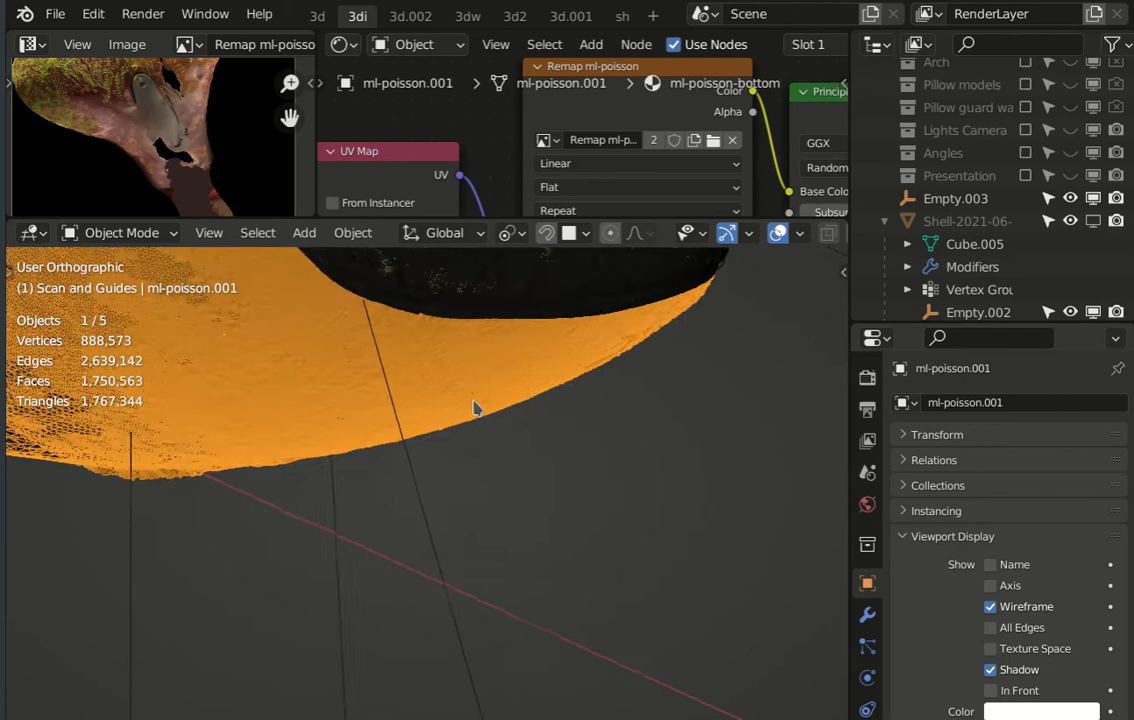 File Edit Render Window Help 3d 3di 3d.002 3dw 3d2 3d.001 sh Scene RenderLayer
View Image Remap ml-poisso
Object View Select Add Node Use Nodes Slot 1
ml-poisson.001 ml-poisson.001 ml-poisson-bottom
UV Map
UV
From Instancer
Remap ml-poisson
Color
Alpha
Remap ml-p... 2
Linear
Flat
Repeat
Princip
GGX
Random
Base Colo
Subsur
Arch
Pillow models
Pillow guard wa
Lights Camera
Angles
Presentation
Empty.003
Shell-2021-06-
Cube.005
Modifiers
Vertex Grou
Empty.002
Object Mode View Select Add Object Global
User Orthographic
(1) Scan and Guides | ml-poisson.001
Objects 1 / 5
Vertices 888,573
Edges 2,639,142
Faces 1,750,563
Triangles 1,767,344
ml-poisson.001
ml-poisson.001
Transform
Relations
Collections
Instancing
Viewport Display
Show Name
Axis
Wireframe
All Edges
Texture Space
Shadow
In Front
Color